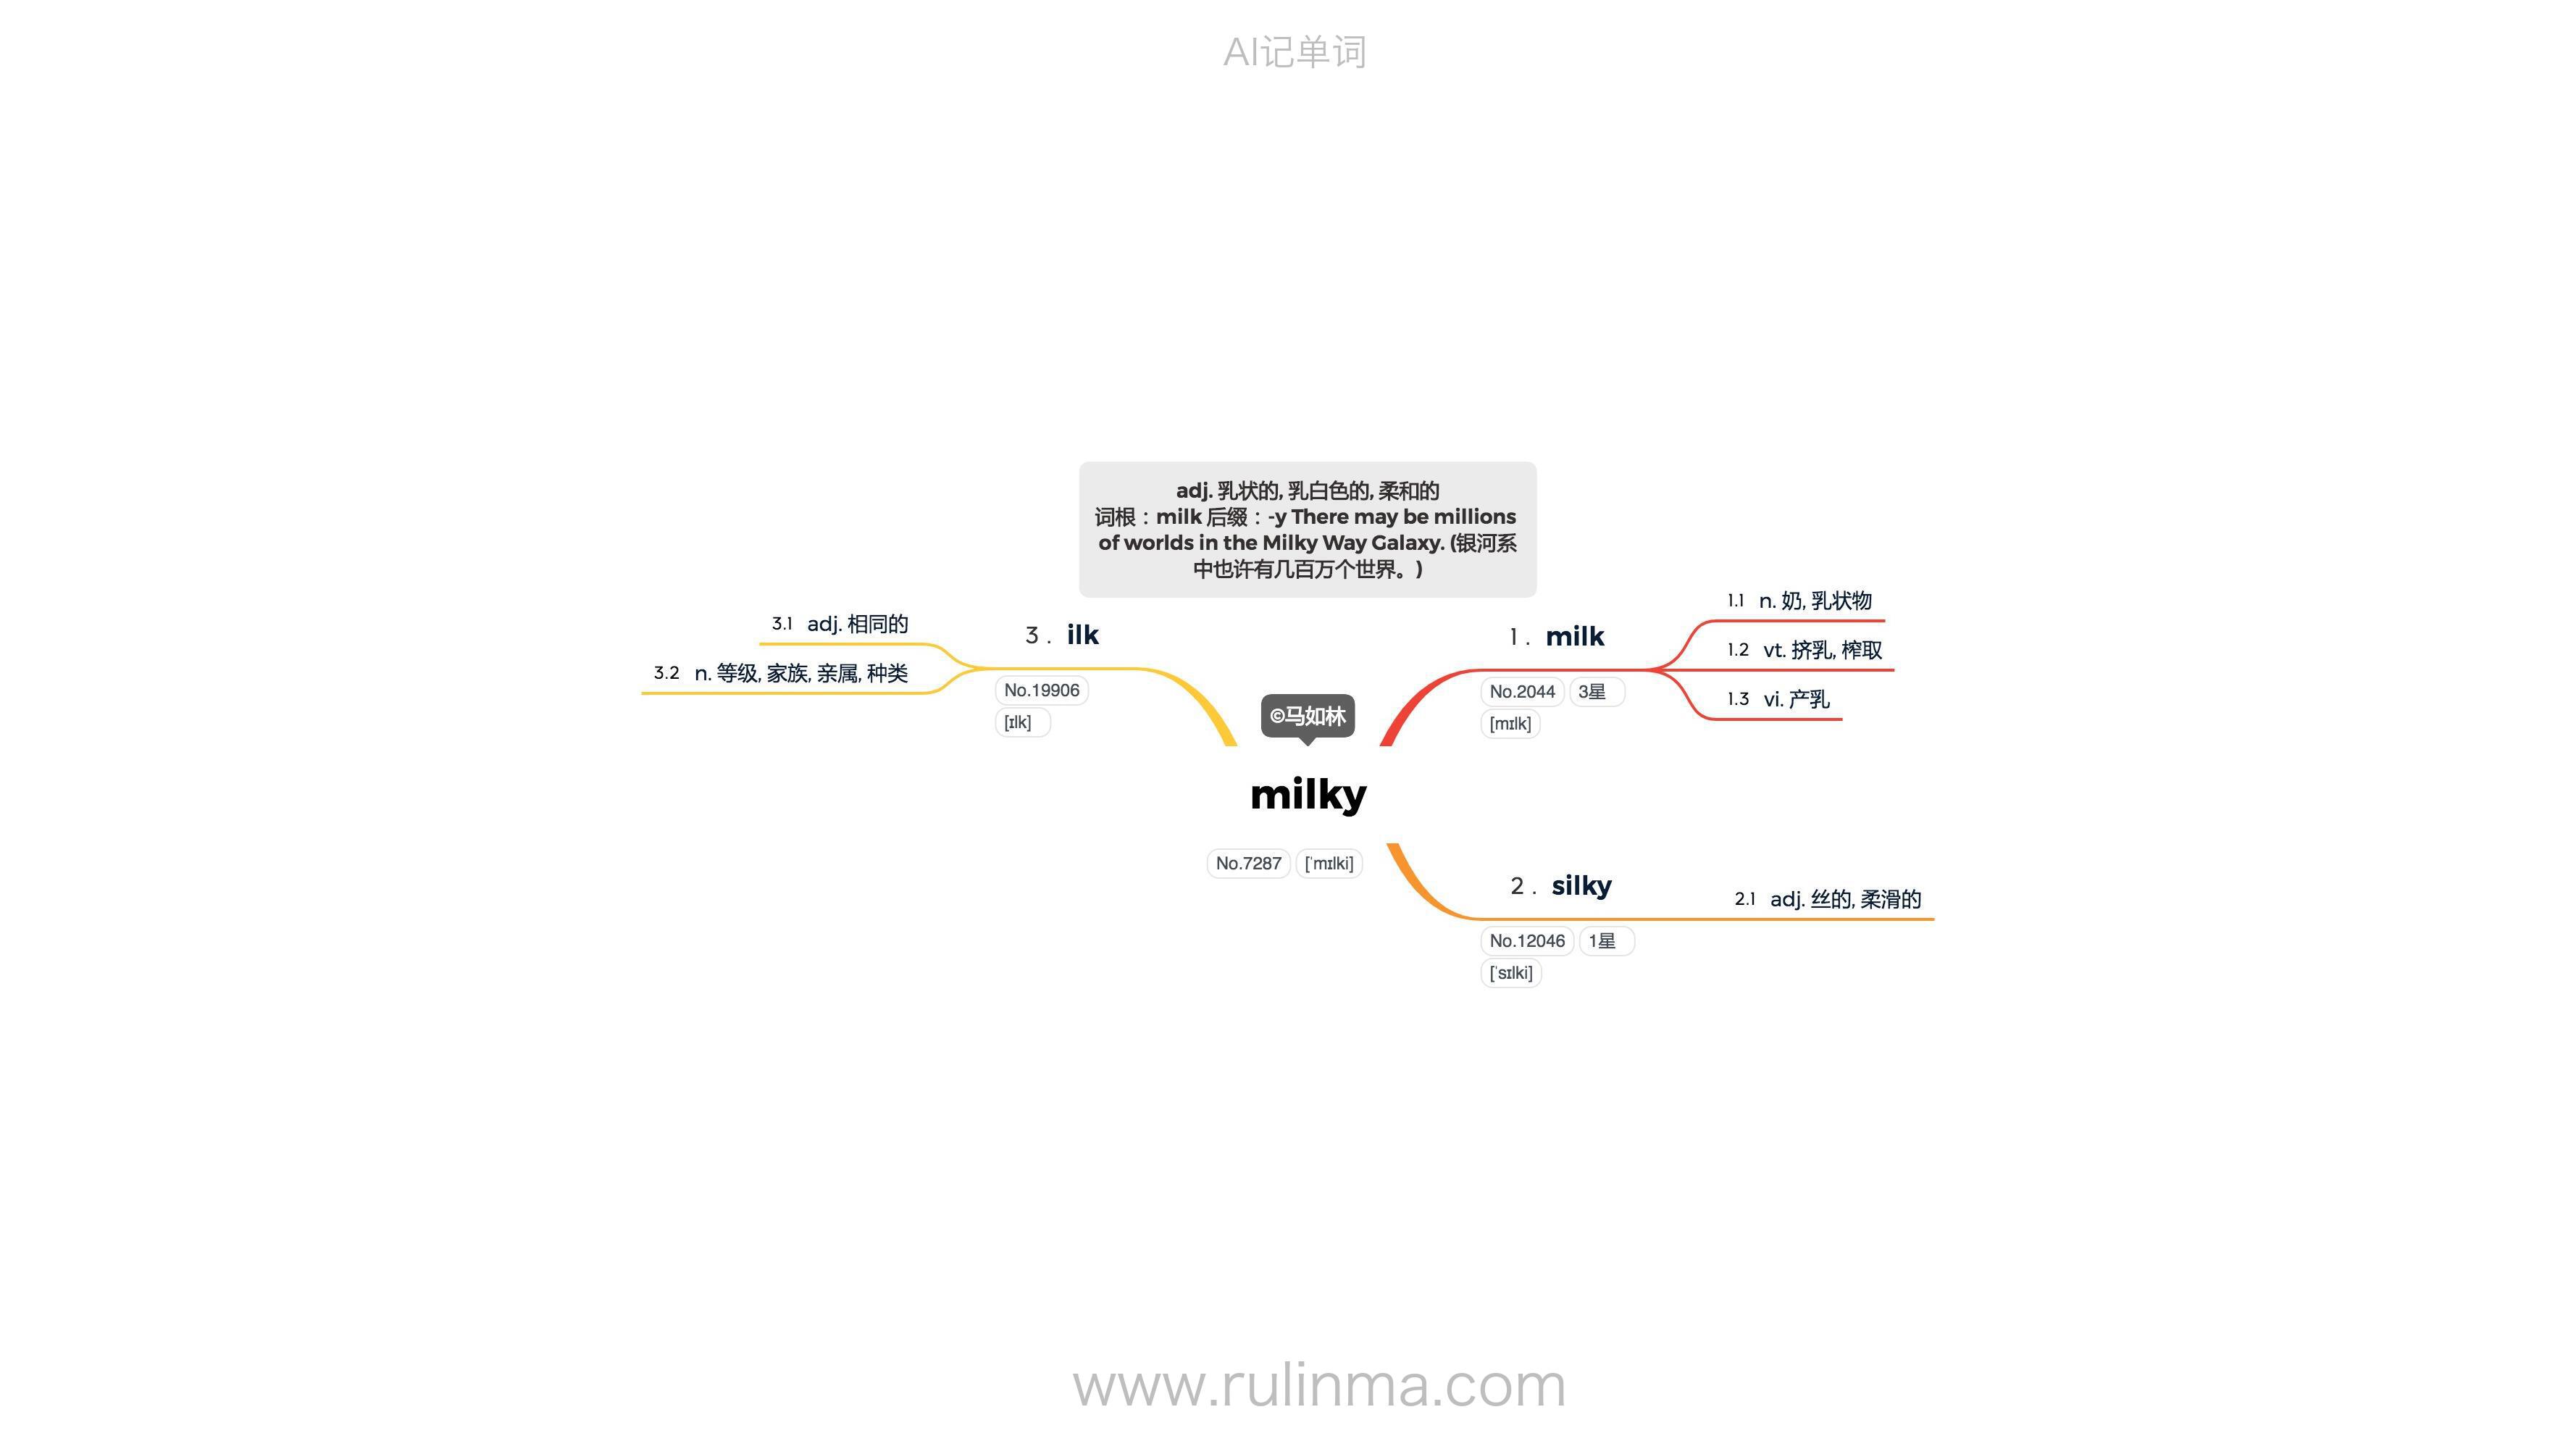 AI记单词
adj. 乳状的, 乳白色的, 柔和的
词根：milk 后缀：-y There may be millions
of worlds in the Milky Way Galaxy. (银河系
中也许有几百万个世界。)
©马如林
milky
No.7287 [ˈmɪlki]
1 . milk
No.2044 3星
[mɪlk]
1.1 n. 奶, 乳状物
1.2 vt. 挤乳, 榨取
1.3 vi. 产乳
2 . silky
No.12046 1星
[ˈsɪlki]
2.1 adj. 丝的, 柔滑的
3 . ilk
No.19906
[ɪlk]
3.1 adj. 相同的
3.2 n. 等级, 家族, 亲属, 种类
www.rulinma.com